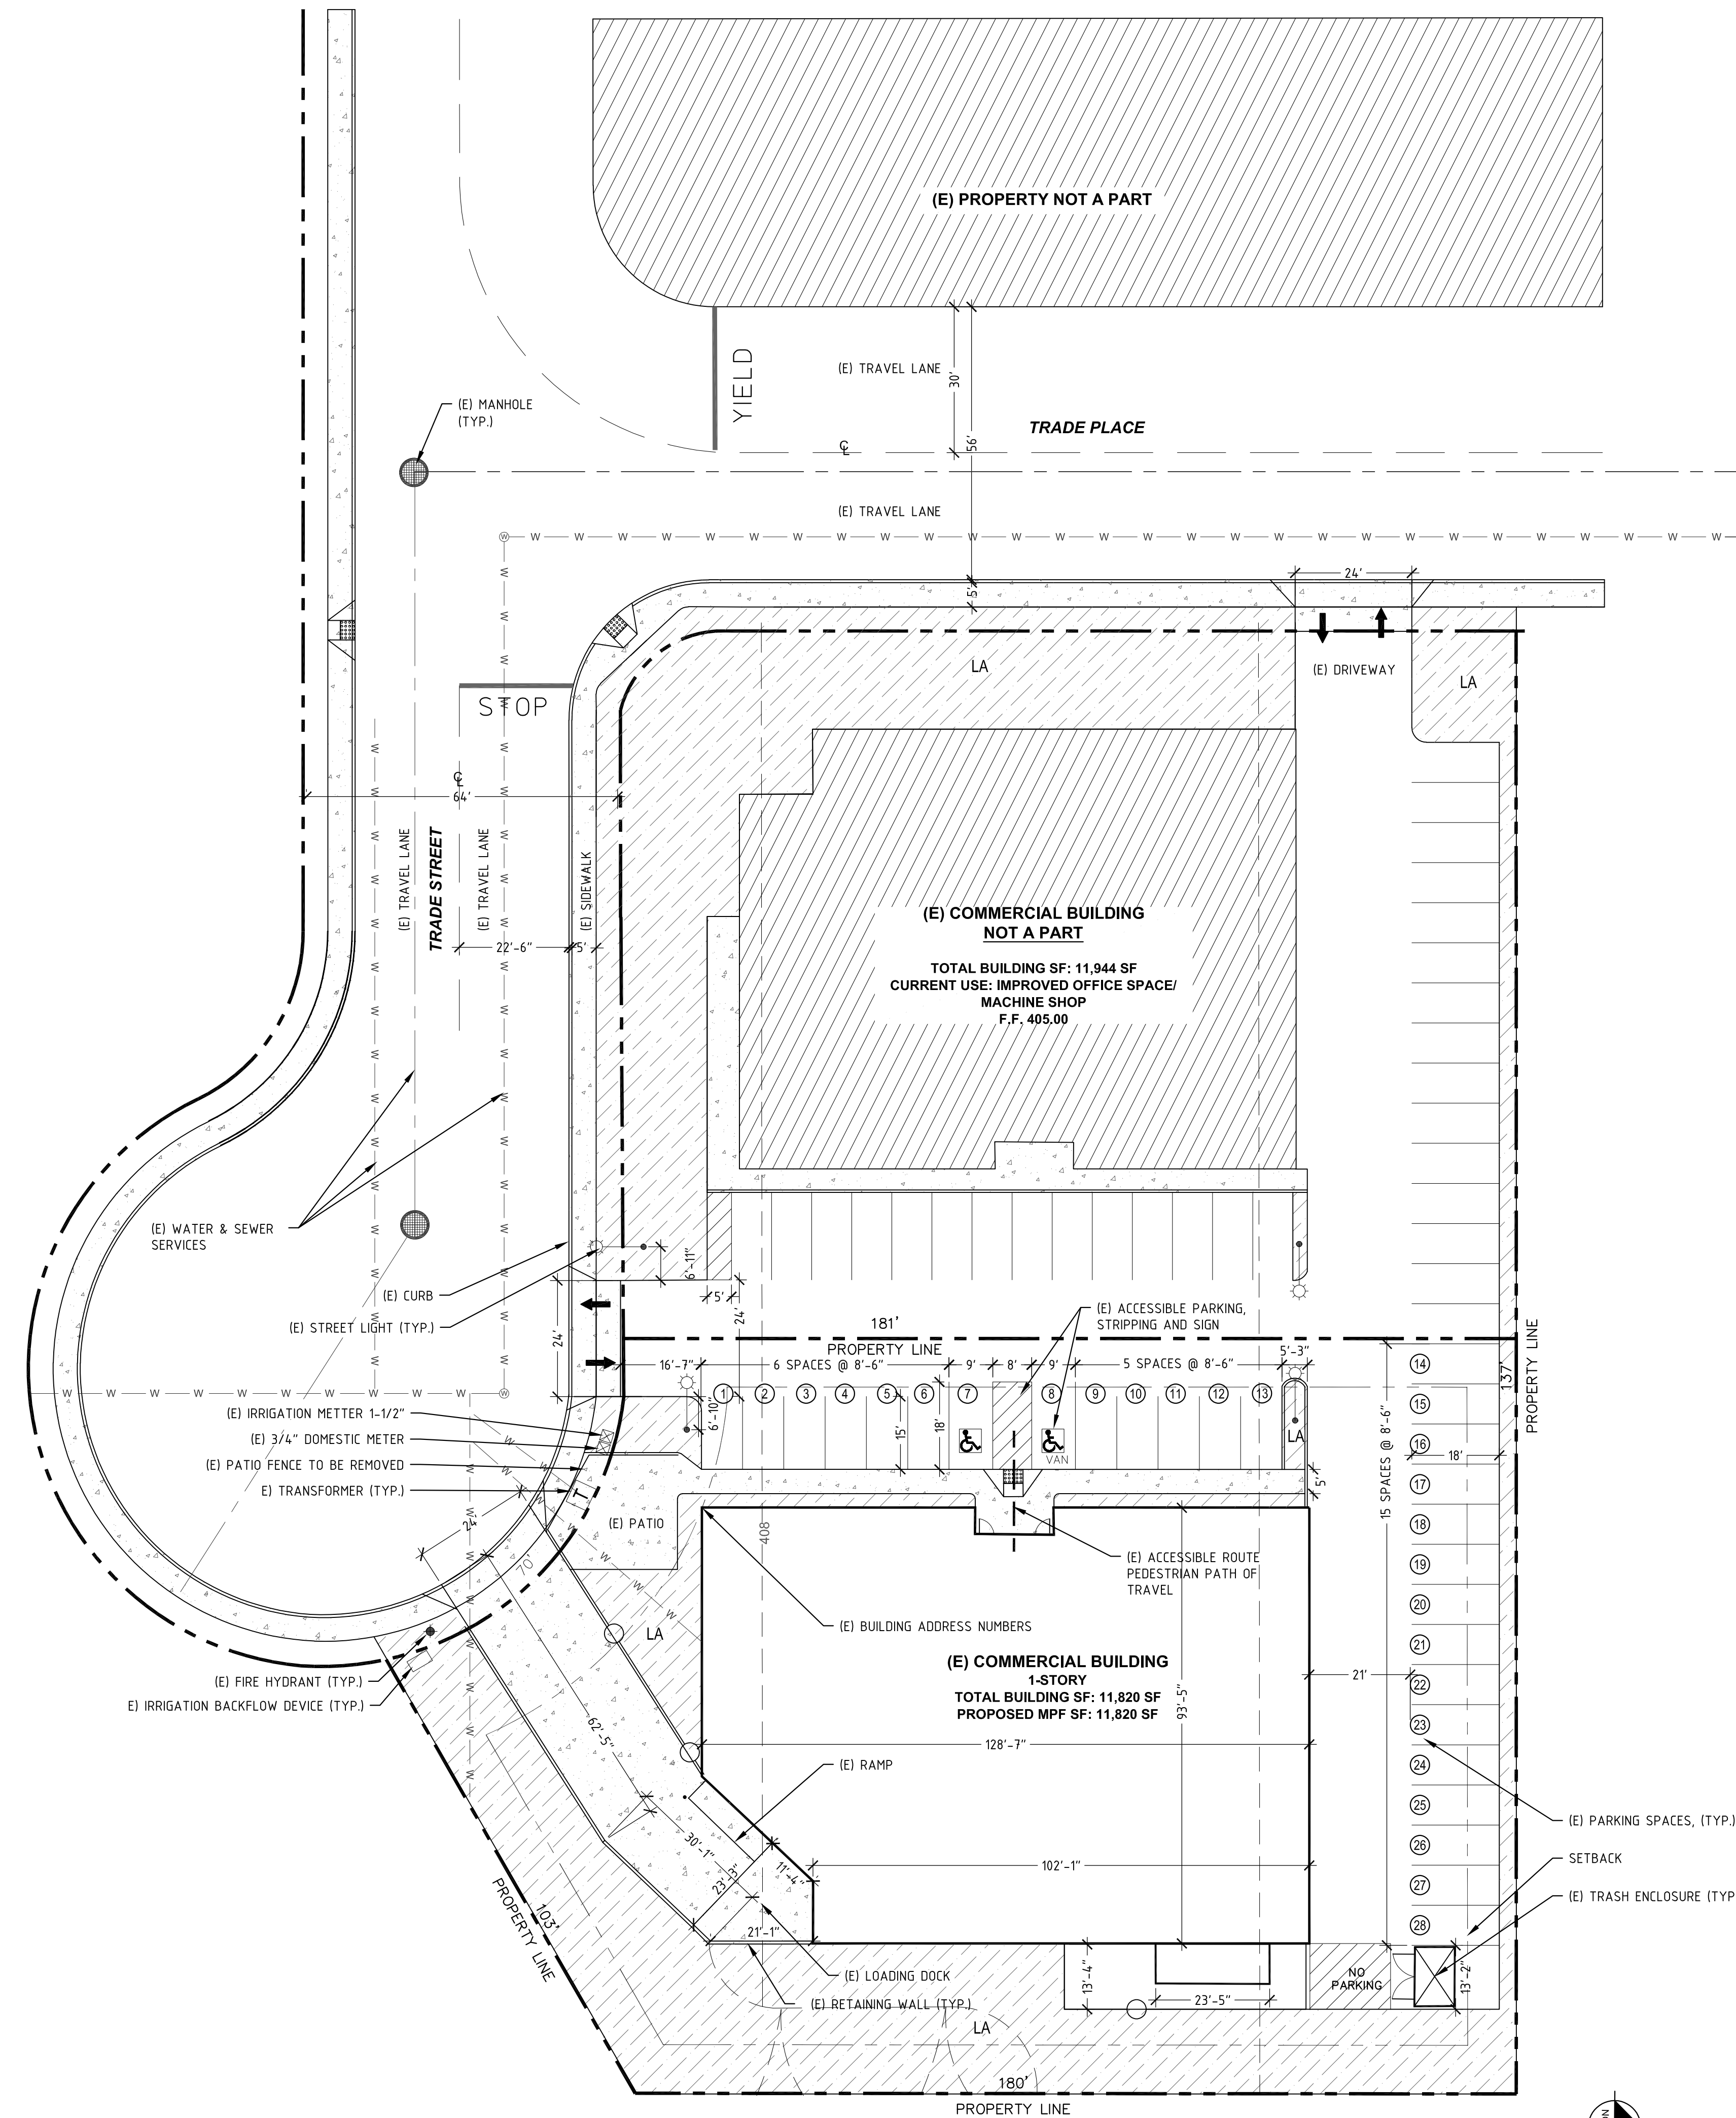 (E) PROPERTY NOT A PART
YIELD
(E) TRAVEL LANE
30'
56'
TRADE PLACE
(E) MANHOLE
(TYP.)
(E) TRAVEL LANE
W
24'
5'
STOP
LA
(E) DRIVEWAY
LA
64'
(E) TRAVEL LANE
TRADE STREET
(E) TRAVEL LANE
(E) SIDEWALK
22'-6"
5'
(E) COMMERCIAL BUILDING
NOT A PART
TOTAL BUILDING SF: 11,944 SF
CURRENT USE: IMPROVED OFFICE SPACE/
MACHINE SHOP
F.F. 405.00
(E) WATER & SEWER
SERVICES
(E) CURB
(E) STREET LIGHT (TYP.)
6'-11"
5'
24'
24'
(E) ACCESSIBLE PARKING,
STRIPPING AND SIGN
181'
PROPERTY LINE
16'-7"
6 SPACES @ 8'-6"
9'
8'
9'
5 SPACES @ 8'-6"
5'-3"
1 2 3 4 5 6 7 8 9 10 11 12 13
6'-10"
15'
18'
VAN
LA
5'
PROPERTY LINE
137'
14
15
16
17
18
19
20
21
22
23
24
25
26
27
28
15 SPACES @ 8'-6"
18'
(E) IRRIGATION METTER 1-1/2"
(E) 3/4" DOMESTIC METER
(E) PATIO FENCE TO BE REMOVED
E) TRANSFORMER (TYP.)
T
24'
70'
(E) PATIO
408
(E) ACCESSIBLE ROUTE
PEDESTRIAN PATH OF
TRAVEL
(E) BUILDING ADDRESS NUMBERS
LA
(E) COMMERCIAL BUILDING
1-STORY
TOTAL BUILDING SF: 11,820 SF
PROPOSED MPF SF: 11,820 SF
93'-5"
21'
128'-7"
(E) FIRE HYDRANT (TYP.)
E) IRRIGATION BACKFLOW DEVICE (TYP.)
62'-5"
(E) RAMP
30'-1"
23'-3"
11'-4"
102'-1"
21'-1"
(E) PARKING SPACES, (TYP.)
SETBACK
(E) TRASH ENCLOSURE (TYP
PROPERTY LINE
103'
(E) LOADING DOCK
(E) RETAINING WALL (TYP.)
13'-4"
23'-5"
NO
PARKING
13'-2"
LA
180'
PROPERTY LINE